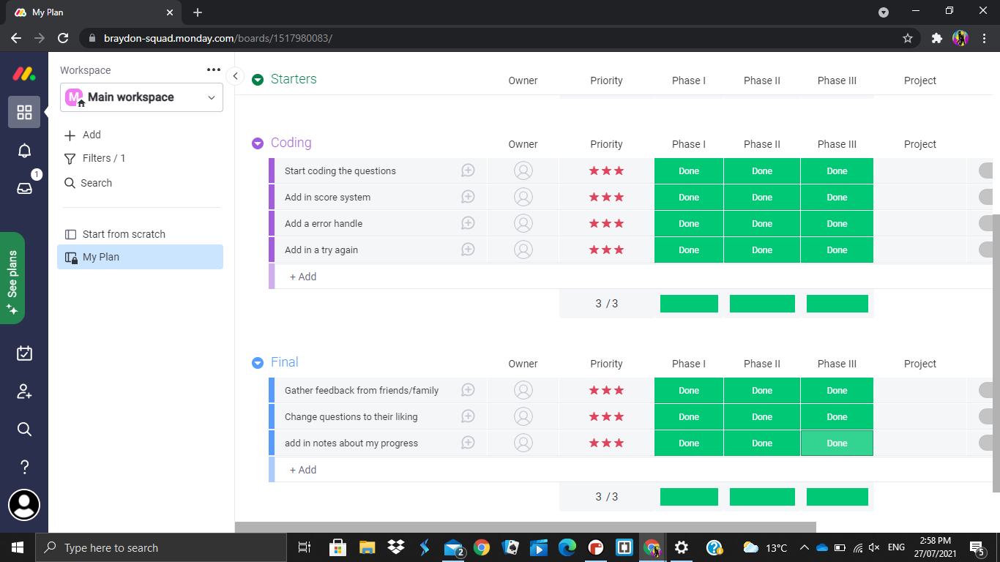 My Plan
braydon-squad.monday.com/boards/1517980083/
Workspace
M Main workspace
Add
Filters / 1
Search
Start from scratch
My Plan
1
See plans
?
Starters Owner Priority Phase I Phase II Phase III Project
Coding Owner Priority Phase I Phase II Phase III Project
Start coding the questions Done Done Done
Add in score system Done Done Done
Add a error handle Done Done Done
Add in a try again Done Done Done
+ Add
3 / 3
Final Owner Priority Phase I Phase II Phase III Project
Gather feedback from friends/family Done Done Done
Change questions to their liking Done Done Done
add in notes about my progress Done Done Done
+ Add
3 / 3
Type here to search
2
13°C
ENG
2:58 PM
27/07/2021
5